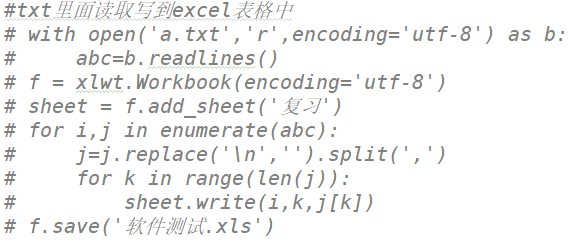 #txt里面读取写到excel表格中
# with open('a.txt','r',encoding='utf-8') as b:
#     abc=b.readlines()
# f = xlwt.Workbook(encoding='utf-8')
# sheet = f.add_sheet('复习')
# for i,j in enumerate(abc):
#     j=j.replace('\n','').split(',')
#     for k in range(len(j)):
#         sheet.write(i,k,j[k])
# f.save('软件测试.xls')